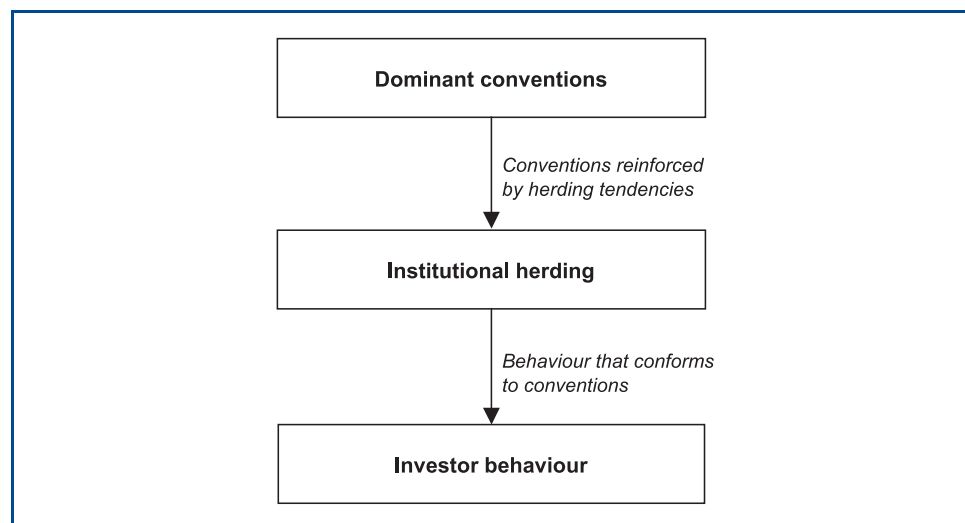 Dominant conventions
Conventions reinforced
by herding tendencies
Institutional herding
Behaviour that conforms
to conventions
Investor behaviour